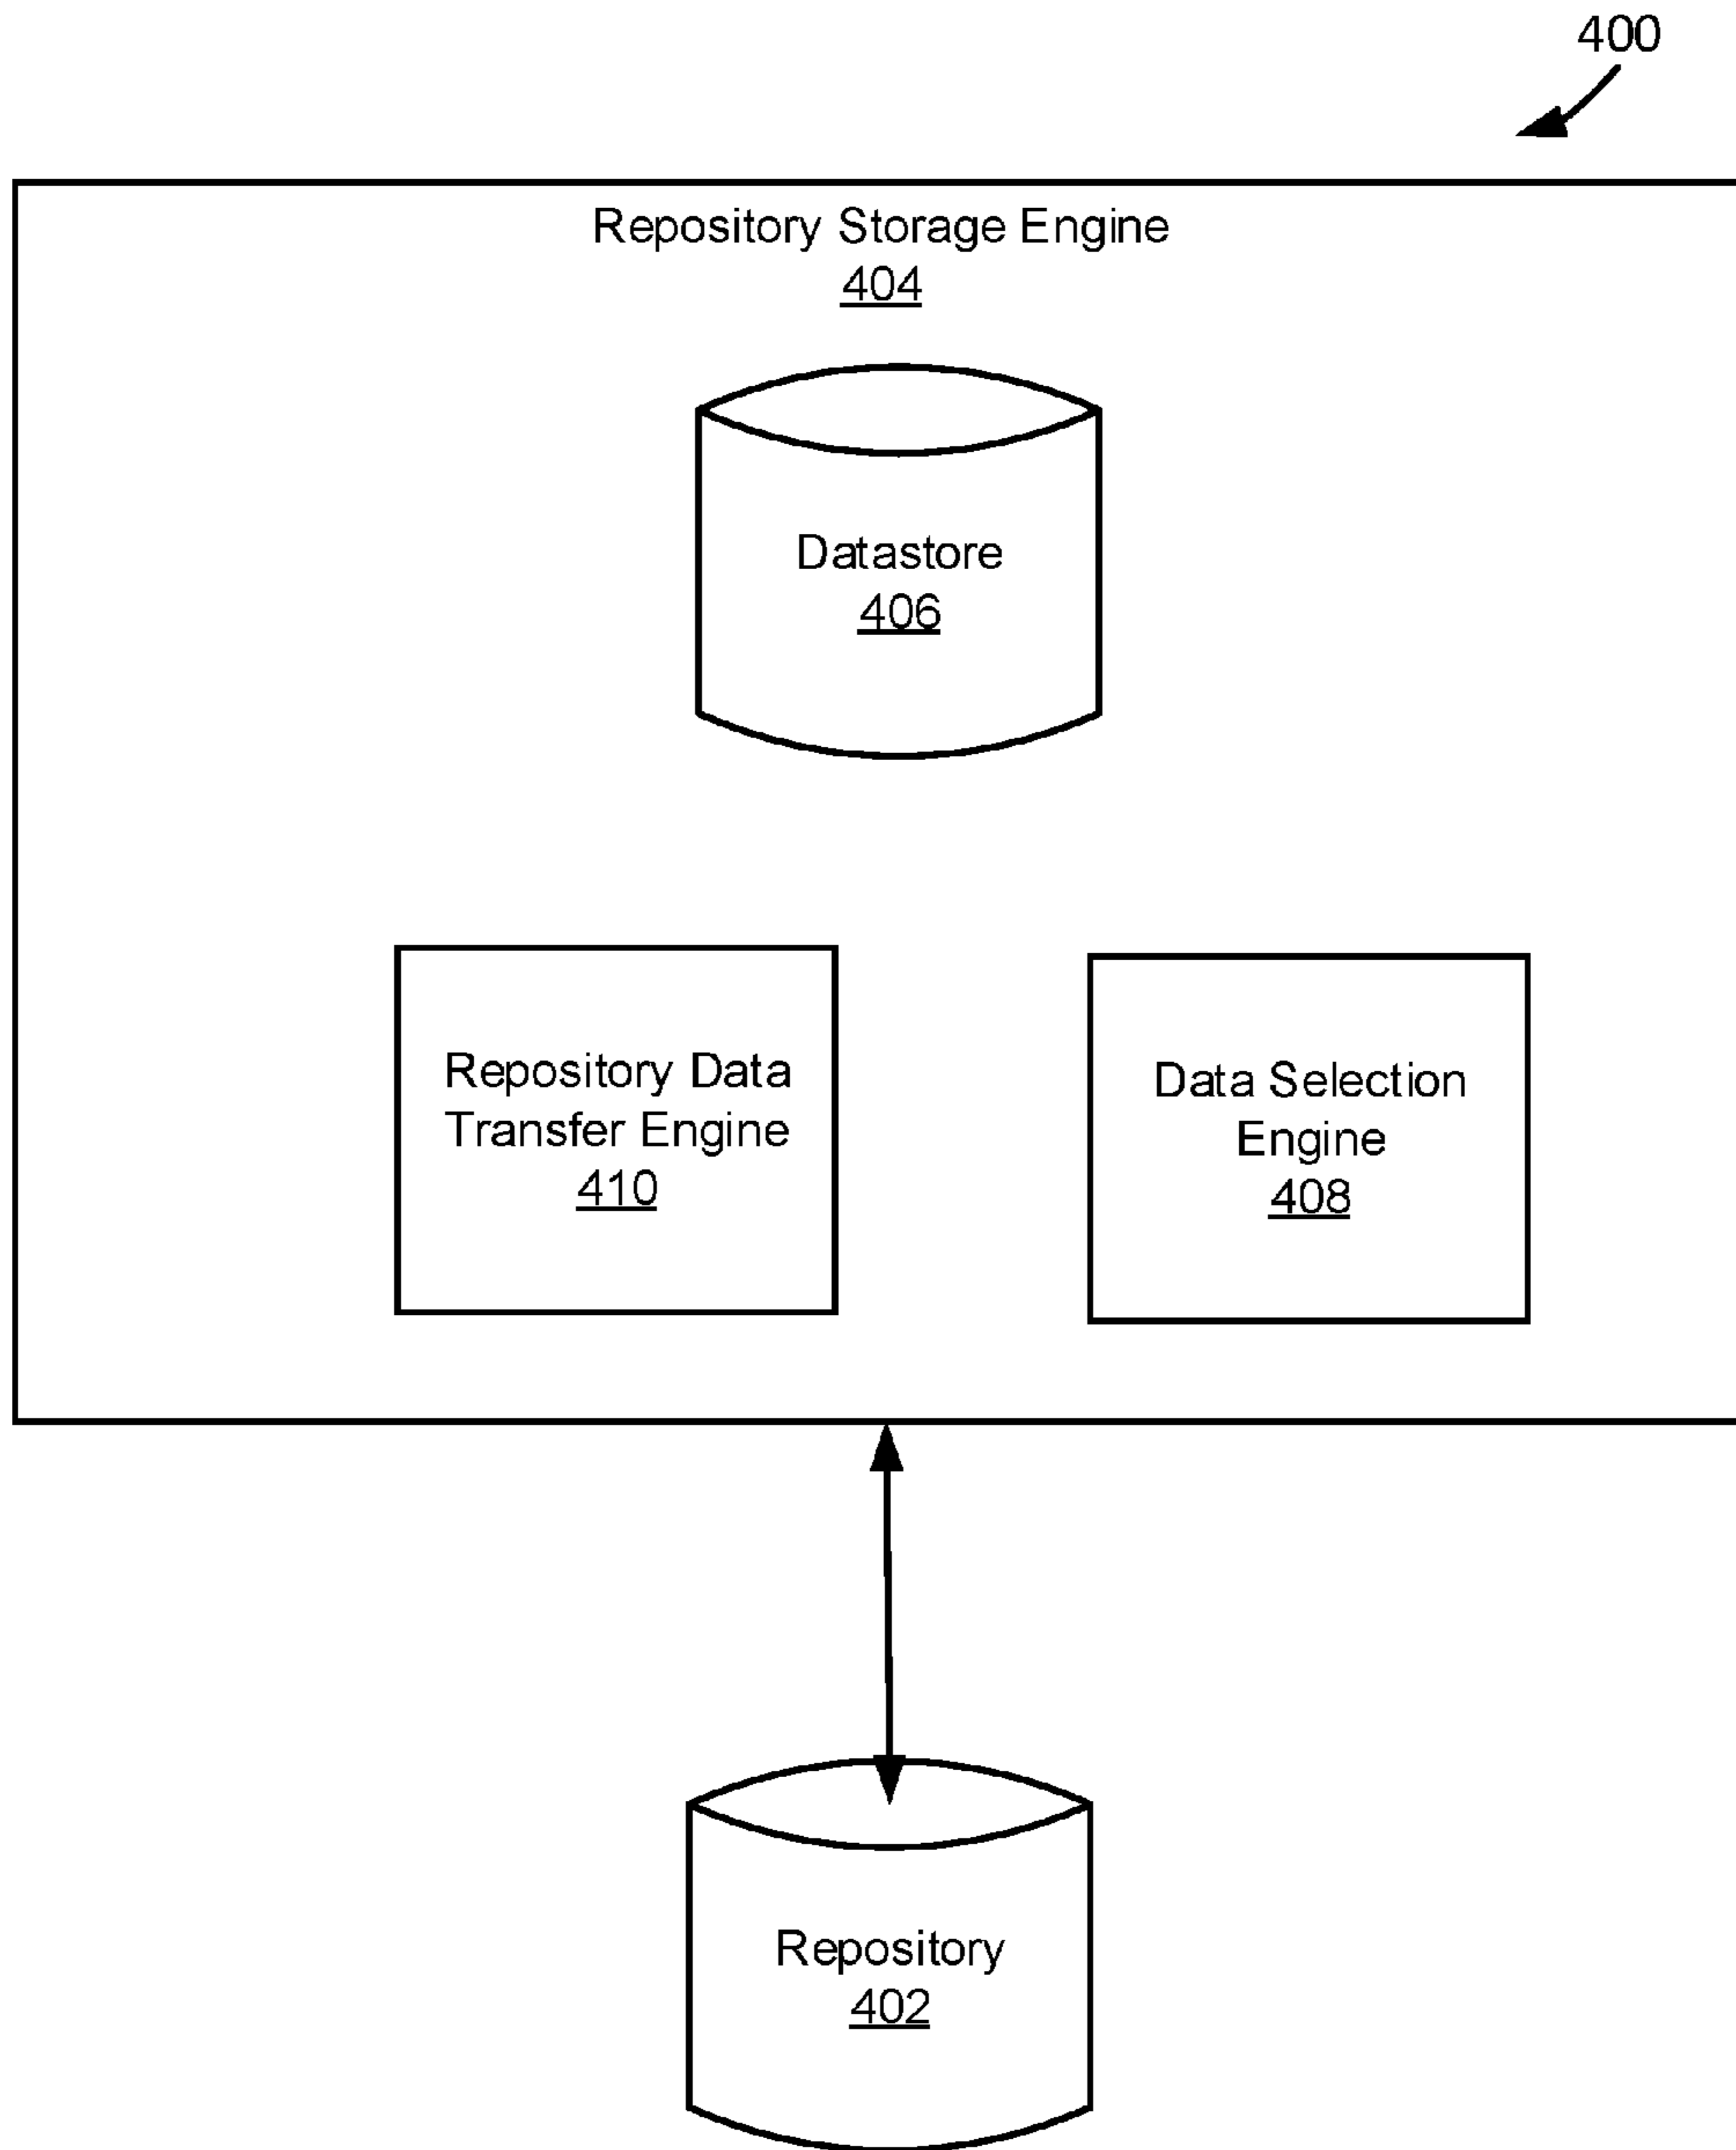 400
Repository Storage Engine
404
Datastore
406
Repository Data
Transfer Engine
410
Data Selection
Engine
408
Repository
402